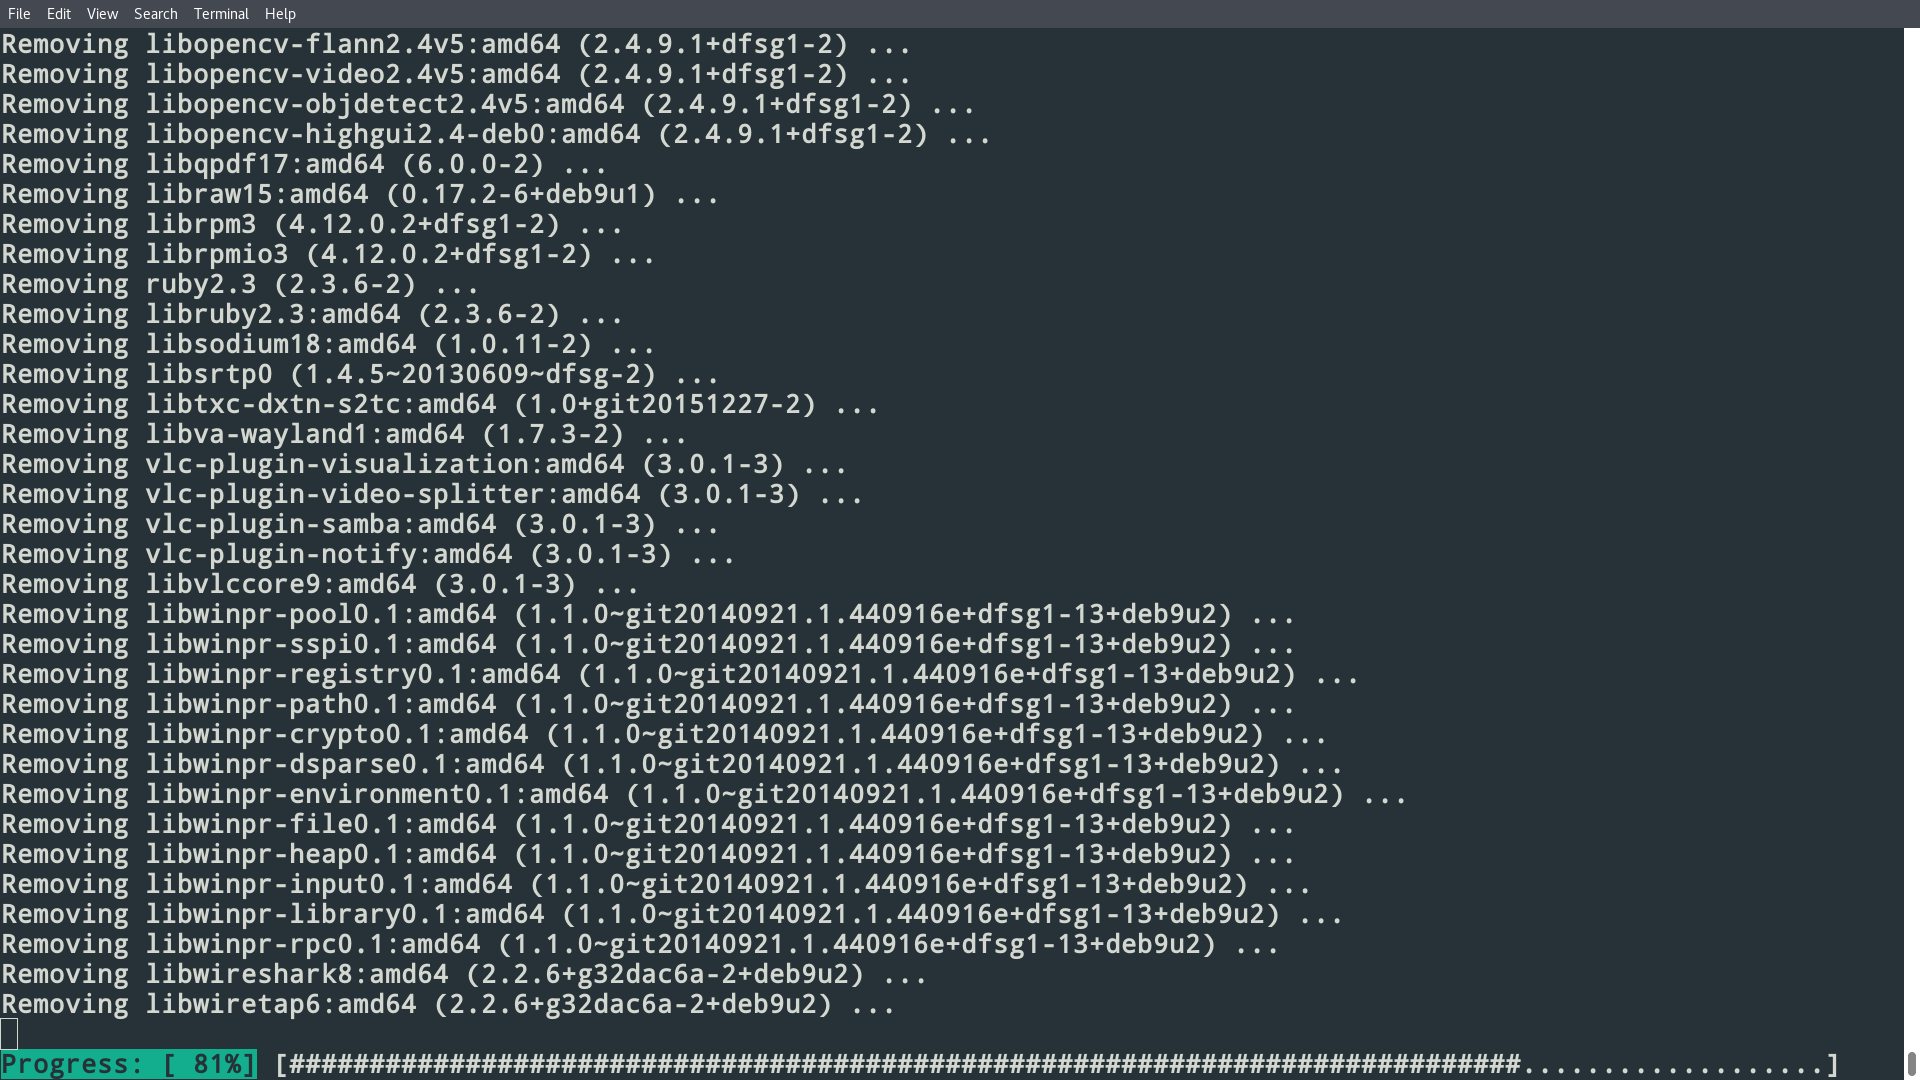 File Edit View Search Terminal Help
Removing libopencv-flann2.4v5:amd64 (2.4.9.1+dfsg1-2) ...
Removing libopencv-video2.4v5:amd64 (2.4.9.1+dfsg1-2) ...
Removing libopencv-objdetect2.4v5:amd64 (2.4.9.1+dfsg1-2) ...
Removing libopencv-highgui2.4-deb0:amd64 (2.4.9.1+dfsg1-2) ...
Removing libqpdf17:amd64 (6.0.0-2) ...
Removing libraw15:amd64 (0.17.2-6+deb9u1) ...
Removing librpm3 (4.12.0.2+dfsg1-2) ...
Removing librpmio3 (4.12.0.2+dfsg1-2) ...
Removing ruby2.3 (2.3.6-2) ...
Removing libruby2.3:amd64 (2.3.6-2) ...
Removing libsodium18:amd64 (1.0.11-2) ...
Removing libsrtp0 (1.4.5~20130609~dfsg-2) ...
Removing libtxc-dxtn-s2tc:amd64 (1.0+git20151227-2) ...
Removing libva-wayland1:amd64 (1.7.3-2) ...
Removing vlc-plugin-visualization:amd64 (3.0.1-3) ...
Removing vlc-plugin-video-splitter:amd64 (3.0.1-3) ...
Removing vlc-plugin-samba:amd64 (3.0.1-3) ...
Removing vlc-plugin-notify:amd64 (3.0.1-3) ...
Removing libvlccore9:amd64 (3.0.1-3) ...
Removing libwinpr-pool0.1:amd64 (1.1.0~git20140921.1.440916e+dfsg1-13+deb9u2) ...
Removing libwinpr-sspi0.1:amd64 (1.1.0~git20140921.1.440916e+dfsg1-13+deb9u2) ...
Removing libwinpr-registry0.1:amd64 (1.1.0~git20140921.1.440916e+dfsg1-13+deb9u2) ...
Removing libwinpr-path0.1:amd64 (1.1.0~git20140921.1.440916e+dfsg1-13+deb9u2) ...
Removing libwinpr-crypto0.1:amd64 (1.1.0~git20140921.1.440916e+dfsg1-13+deb9u2) ...
Removing libwinpr-dsparse0.1:amd64 (1.1.0~git20140921.1.440916e+dfsg1-13+deb9u2) ...
Removing libwinpr-environment0.1:amd64 (1.1.0~git20140921.1.440916e+dfsg1-13+deb9u2) ...
Removing libwinpr-file0.1:amd64 (1.1.0~git20140921.1.440916e+dfsg1-13+deb9u2) ...
Removing libwinpr-heap0.1:amd64 (1.1.0~git20140921.1.440916e+dfsg1-13+deb9u2) ...
Removing libwinpr-input0.1:amd64 (1.1.0~git20140921.1.440916e+dfsg1-13+deb9u2) ...
Removing libwinpr-library0.1:amd64 (1.1.0~git20140921.1.440916e+dfsg1-13+deb9u2) ...
Removing libwinpr-rpc0.1:amd64 (1.1.0~git20140921.1.440916e+dfsg1-13+deb9u2) ...
Removing libwireshark8:amd64 (2.2.6+g32dac6a-2+deb9u2) ...
Removing libwiretap6:amd64 (2.2.6+g32dac6a-2+deb9u2) ...
Progress: [ 81%] [#############################################################################...................]